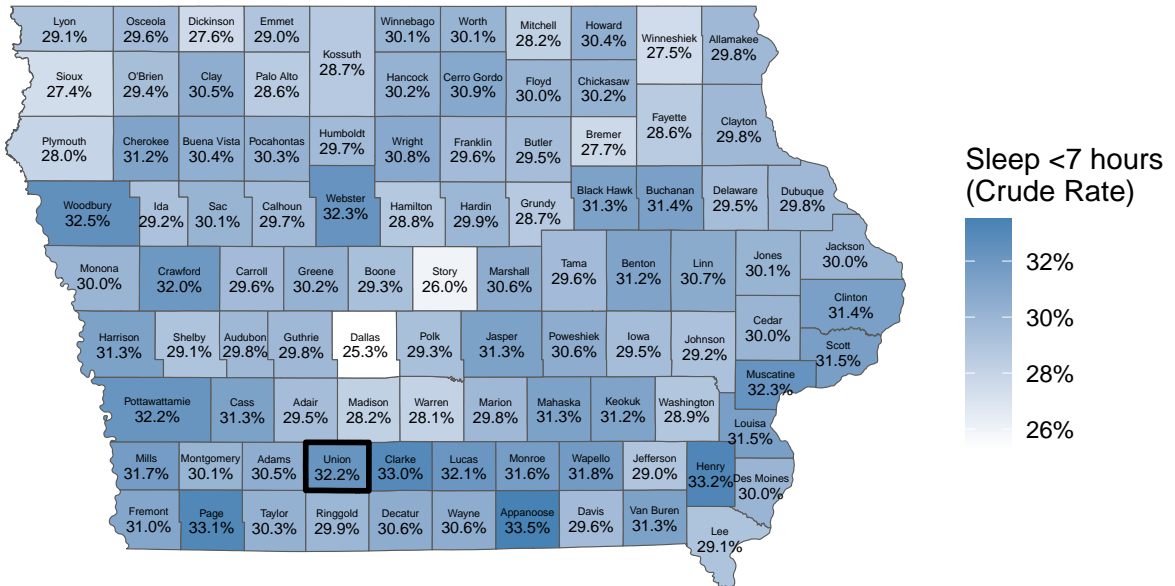 Lyon
29.1%
Osceola
29.6%
Dickinson
27.6%
Emmet
29.0%
Kossuth
28.7%
Winnebago
30.1%
Worth
30.1%
Mitchell
28.2%
Howard
30.4%
Winneshiek
27.5%
Allamakee
29.8%
Sioux
27.4%
O'Brien
29.4%
Clay
30.5%
Palo Alto
28.6%
Hancock
30.2%
Cerro Gordo
30.9%
Floyd
30.0%
Chickasaw
30.2%
Fayette
28.6%
Clayton
29.8%
Plymouth
28.0%
Cherokee
31.2%
Buena Vista
30.4%
Pocahontas
30.3%
Humboldt
29.7%
Wright
30.8%
Franklin
29.6%
Butler
29.5%
Bremer
27.7%
Woodbury
32.5%
Ida
29.2%
Sac
30.1%
Calhoun
29.7%
Webster
32.3%
Hamilton
28.8%
Hardin
29.9%
Grundy
28.7%
Black Hawk
31.3%
Buchanan
31.4%
Delaware
29.5%
Dubuque
29.8%
Monona
30.0%
Crawford
32.0%
Carroll
29.6%
Greene
30.2%
Boone
29.3%
Story
26.0%
Marshall
30.6%
Tama
29.6%
Benton
31.2%
Linn
30.7%
Jones
30.1%
Jackson
30.0%
Clinton
31.4%
Harrison
31.3%
Shelby
29.1%
Audubon
29.8%
Guthrie
29.8%
Dallas
25.3%
Polk
29.3%
Jasper
31.3%
Poweshiek
30.6%
Iowa
29.5%
Johnson
29.2%
Cedar
30.0%
Scott
31.5%
Muscatine
32.3%
Pottawattamie
32.2%
Cass
31.3%
Adair
29.5%
Madison
28.2%
Warren
28.1%
Marion
29.8%
Mahaska
31.3%
Keokuk
31.2%
Washington
28.9%
Louisa
31.5%
Mills
31.7%
Montgomery
30.1%
Adams
30.5%
Union
32.2%
Clarke
33.0%
Lucas
32.1%
Monroe
31.6%
Wapello
31.8%
Jefferson
29.0%
Henry
33.2%
Des Moines
30.0%
Fremont
31.0%
Page
33.1%
Taylor
30.3%
Ringgold
29.9%
Decatur
30.6%
Wayne
30.6%
Appanoose
33.5%
Davis
29.6%
Van Buren
31.3%
Lee
29.1%
Sleep <7 hours
(Crude Rate)
32%
30%
28%
26%